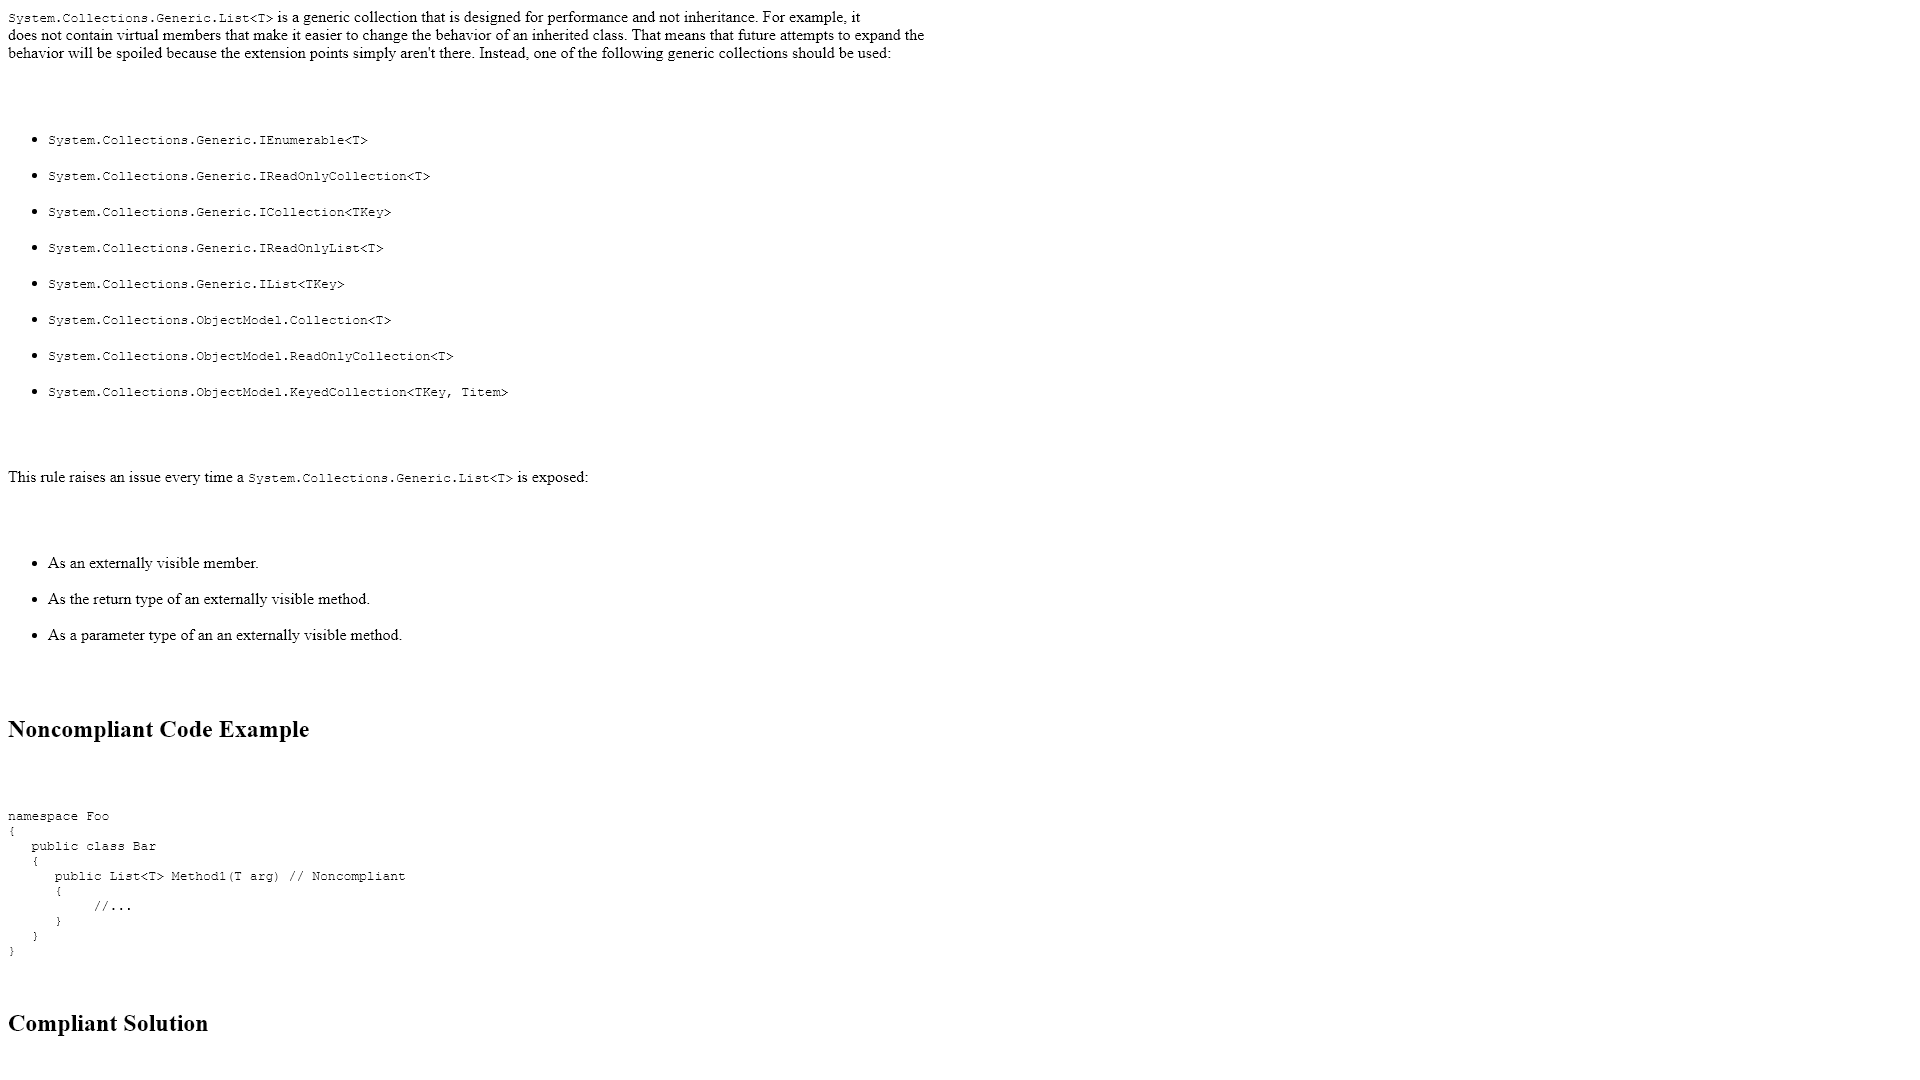 System.Collections.Generic.List<T> is a generic collection that is designed for performance and not inheritance. For example, it
does not contain virtual members that make it easier to change the behavior of an inherited class. That means that future attempts to expand the
behavior will be spoiled because the extension points simply aren't there. Instead, one of the following generic collections should be used:
• System.Collections.Generic.IEnumerable<T>
• System.Collections.Generic.IReadOnlyCollection<T>
• System.Collections.Generic.ICollection<TKey>
• System.Collections.Generic.IReadOnlyList<T>
• System.Collections.Generic.IList<TKey>
• System.Collections.ObjectModel.Collection<T>
• System.Collections.ObjectModel.ReadOnlyCollection<T>
• System.Collections.ObjectModel.KeyedCollection<TKey, Titem>
This rule raises an issue every time a System.Collections.Generic.List<T> is exposed:
• As an externally visible member.
• As the return type of an externally visible method.
• As a parameter type of an an externally visible method.
Noncompliant Code Example
namespace Foo
{
   public class Bar
   {
      public List<T> Method1(T arg) // Noncompliant
      {
           //...
      }
   }
}
Compliant Solution